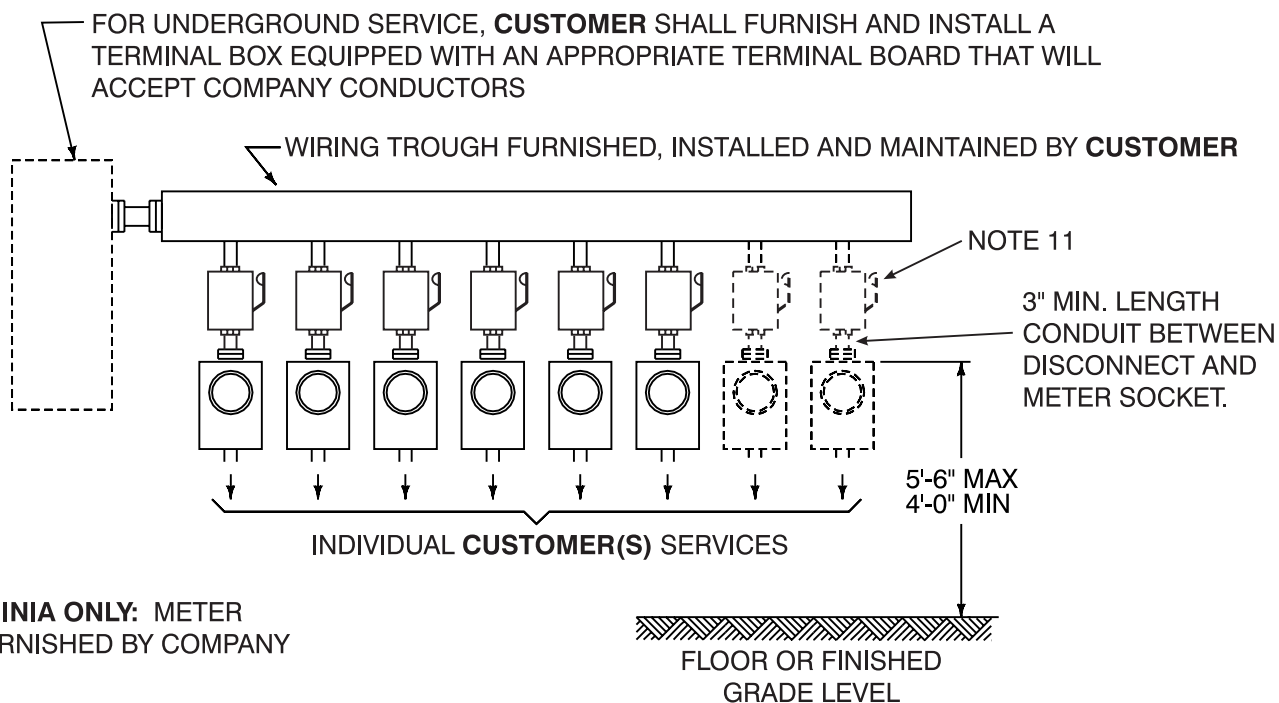 FOR UNDERGROUND SERVICE, CUSTOMER SHALL FURNISH AND INSTALL A
TERMINAL BOX EQUIPPED WITH AN APPROPRIATE TERMINAL BOARD THAT WILL
ACCEPT COMPANY CONDUCTORS
WIRING TROUGH FURNISHED, INSTALLED AND MAINTAINED BY CUSTOMER
NOTE 11
3" MIN. LENGTH
CONDUIT BETWEEN
DISCONNECT AND
METER SOCKET.
5'-6" MAX
4'-0" MIN
INDIVIDUAL CUSTOMER(S) SERVICES
INIA ONLY: METER
RNISHED BY COMPANY
FLOOR OR FINISHED
GRADE LEVEL